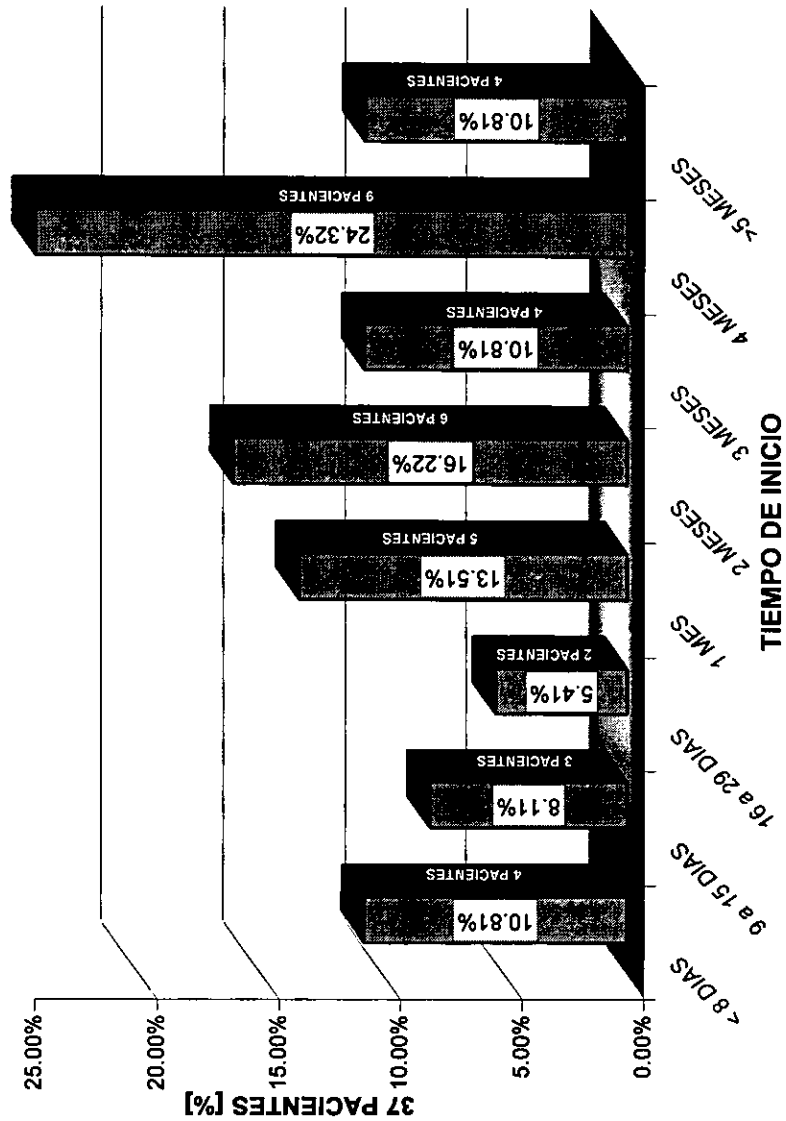 37 PACIENTES [%]
25.00%
20.00%
15.00%
10.00%
5.00%
0.00%
10.81%
4 PACIENTES
8.11%
3 PACIENTES
5.41%
2 PACIENTES
13.51%
5 PACIENTES
16.22%
6 PACIENTES
10.81%
4 PACIENTES
24.32%
9 PACIENTES
10.81%
4 PACIENTES
< 8 DIAS
9 a 15 DIAS
16 a 29 DIAS
1 MES
2 MESES
3 MESES
4 MESES
>5 MESES
TIEMPO DE INICIO